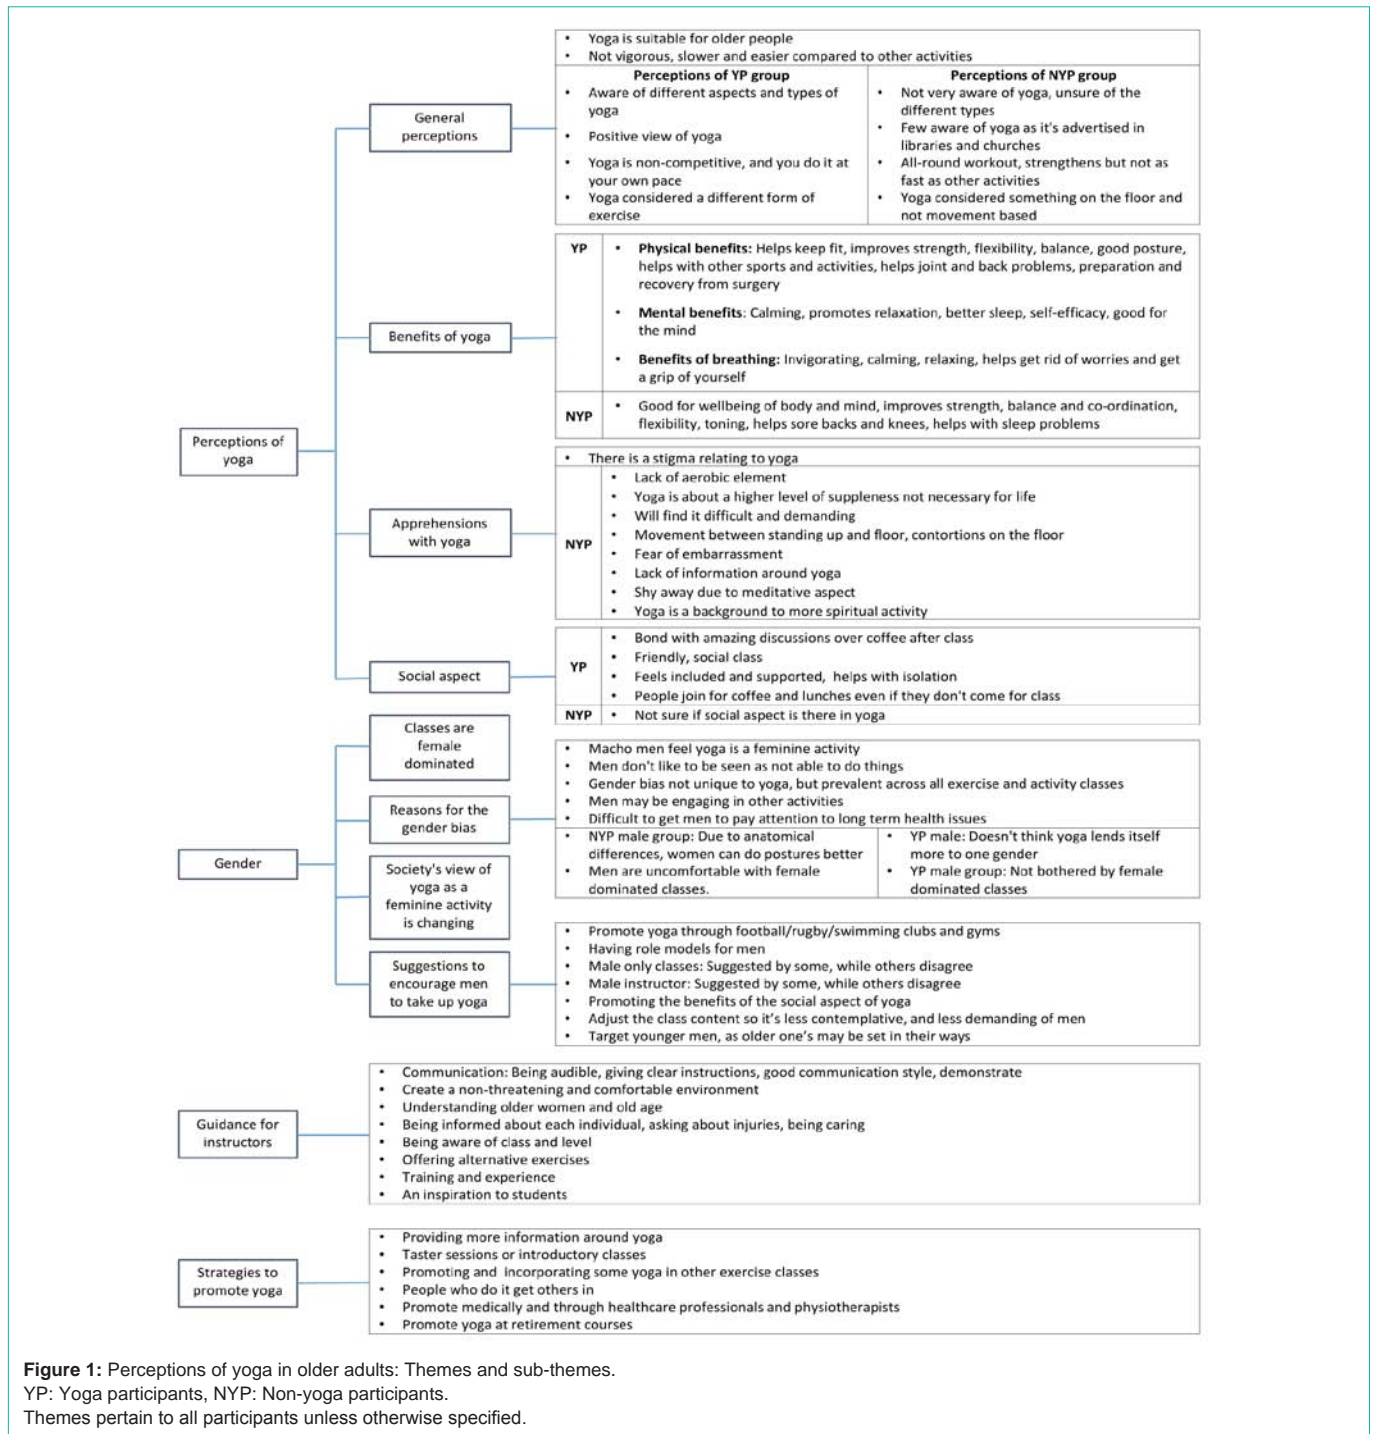 • Yoga is suitable for older people
• Not vigorous, slower and easier compared to other activities
General
perceptions
Perceptions of YP group
• Aware of different aspects and types of
yoga
• Positive view of yoga
• Yoga is non-competitive, and you do it at
your own pace
• Yoga considered a different form of
exercise
Perceptions of NYP group
• Not very aware of yoga, unsure of the
different types
• Few aware of yoga as it's advertised in
libraries and churches
• All-round workout, strengthens but not as
fast as other activities
• Yoga considered something on the floor and
not movement based
Perceptions of
yoga
Benefits of yoga
YP
• Physical benefits: Helps keep fit, improves strength, flexibility, balance, good posture,
helps with other sports and activities, helps joint and back problems, preparation and
recovery from surgery
• Mental benefits: Calming, promotes relaxation, better sleep, self-efficacy, good for
the mind
• Benefits of breathing: Invigorating, calming, relaxing, helps get rid of worries and get
a grip of yourself
NYP
• Good for wellbeing of body and mind, improves strength, balance and co-ordination,
flexibility, toning, helps sore backs and knees, helps with sleep problems
Apprehensions
with yoga
• There is a stigma relating to yoga
NYP
• Lack of aerobic element
• Yoga is about a higher level of suppleness not necessary for life
• Will find it difficult and demanding
• Movement between standing up and floor, contortions on the floor
• Fear of embarrassment
• Lack of information around yoga
• Shy away due to meditative aspect
• Yoga is a background to more spiritual activity
Social aspect
YP
• Bond with amazing discussions over coffee after class
• Friendly, social class
• Feels included and supported, helps with isolation
• People join for coffee and lunches even if they don't come for class
NYP
• Not sure if social aspect is there in yoga
Gender
Classes are
female
dominated
Reasons for the
gender bias
• Macho men feel yoga is a feminine activity
• Men don't like to be seen as not able to do things
• Gender bias not unique to yoga, but prevalent across all exercise and activity classes
• Men may be engaging in other activities
• Difficult to get men to pay attention to long term health issues
• NYP male group: Due to anatomical
differences, women can do postures better
• Men are uncomfortable with female
dominated classes.
• YP male: Doesn't think yoga lends itself
more to one gender
• YP male group: Not bothered by female
dominated classes
Society's view of
yoga as a
feminine activity
is changing
Suggestions to
encourage men
to take up yoga
• Promote yoga through football/rugby/swimming clubs and gyms
• Having role models for men
• Male only classes: Suggested by some, while others disagree
• Male instructor: Suggested by some, while others disagree
• Promoting the benefits of the social aspect of yoga
• Adjust the class content so it's less contemplative, and less demanding of men
• Target younger men, as older one's may be set in their ways
Guidance for
instructors
• Communication: Being audible, giving clear instructions, good communication style, demonstrate
• Create a non-threatening and comfortable environment
• Understanding older women and old age
• Being informed about each individual, asking about injuries, being caring
• Being aware of class and level
• Offering alternative exercises
• Training and experience
• An inspiration to students
Strategies to
promote yoga
• Providing more information around yoga
• Taster sessions or introductory classes
• Promoting and incorporating some yoga in other exercise classes
• People who do it get others in
• Promote medically and through healthcare professionals and physiotherapists
• Promote yoga at retirement courses
Figure 1: Perceptions of yoga in older adults: Themes and sub-themes.
YP: Yoga participants, NYP: Non-yoga participants.
Themes pertain to all participants unless otherwise specified.